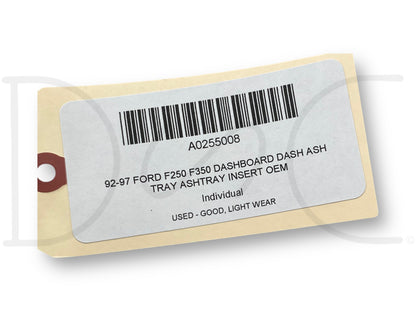 A0255008
92-97 FORD F250 F350 DASHBOARD DASH ASH
TRAY ASHTRAY INSERT OEM
Individual
USED - GOOD, LIGHT WEAR